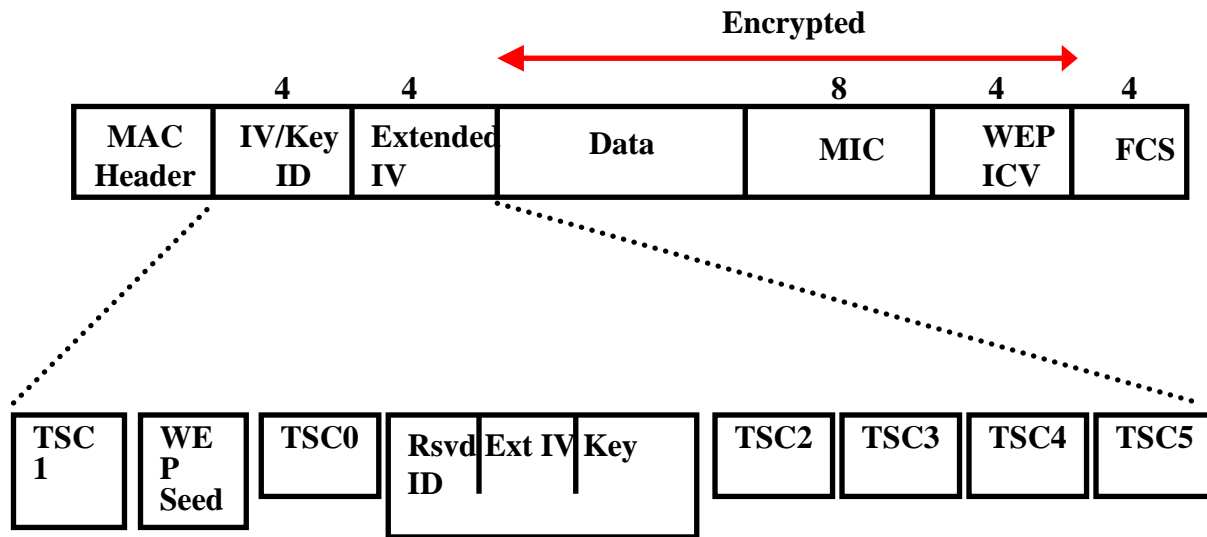 Encrypted
4 4 8 4 4
MAC Header
IV/Key ID
Extended IV
Data
MIC
WEP ICV
FCS
TSC 1
WE P Seed
TSC0
Rsvd Ext IV Key ID
TSC2
TSC3
TSC4
TSC5